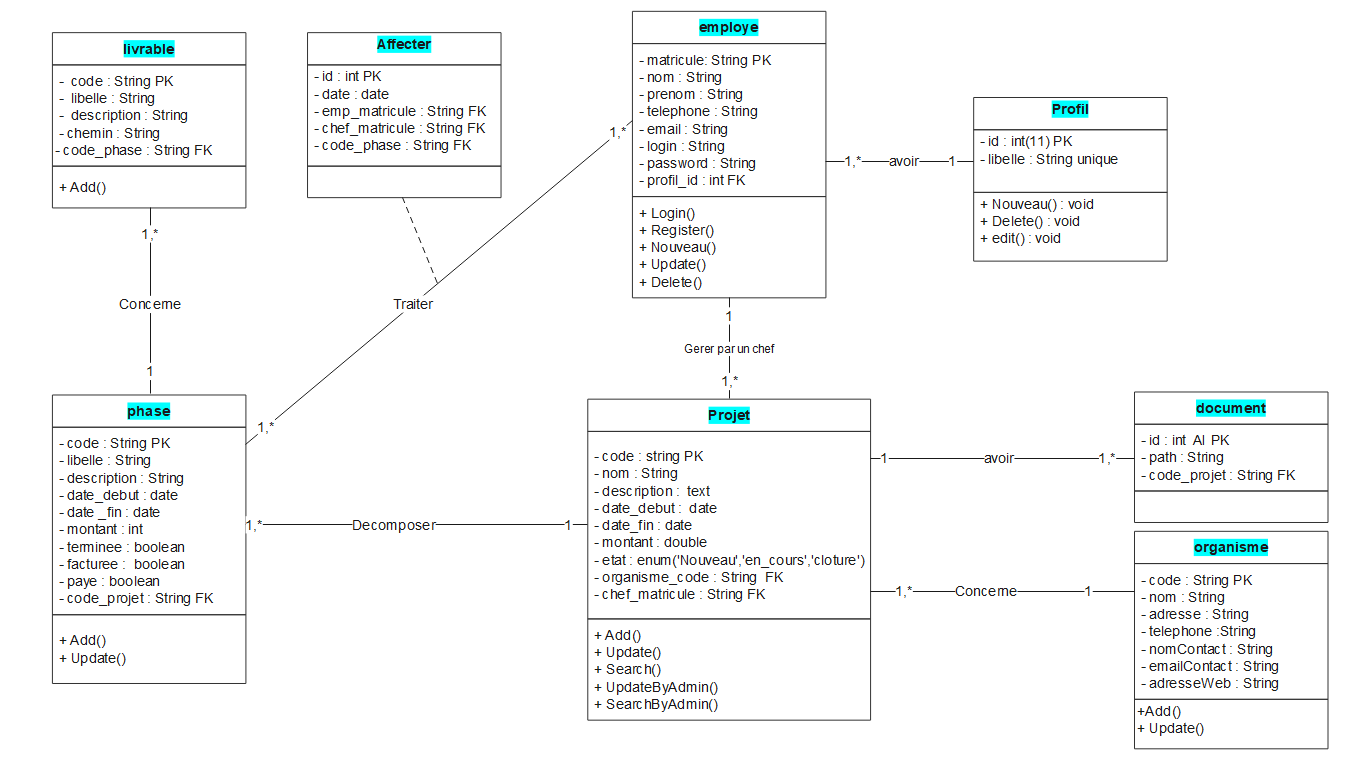 livrable
- code : String PK
- libelle : String
- description : String
- chemin : String
- code_phase : String FK
+ Add()
Affecter
- id : int PK
- date : date
- emp_matricule : String FK
- chef_matricule : String FK
- code_phase : String FK
employe
- matricule: String PK
- nom : String
- prenom : String
- telephone : String
- email : String
- login : String
- password : String
- profil_id : int FK
+ Login()
+ Register()
+ Nouveau()
+ Update()
+ Delete()
Profil
- id : int(11) PK
- libelle : String unique
+ Nouveau() : void
+ Delete() : void
+ edit() : void
1,*
avoir
1
1,*
Concerne
1
1,*
Traiter
1,*
1
Gerer par un chef
1,*
phase
- code : String PK
- libelle : String
- description : String
- date_debut : date
- date _fin : date
- montant : int
- terminee : boolean
- facturee : boolean
- paye : boolean
- code_projet : String FK
+ Add()
+ Update()
1,*
Decomposer
1
Projet
- code : string PK
- nom : String
- description : text
- date_debut : date
- date_fin : date
- montant : double
- etat : enum('Nouveau','en_cours','cloture')
- organisme_code : String FK
- chef_matricule : String FK
+ Add()
+ Update()
+ Search()
+ UpdateByAdmin()
+ SearchByAdmin()
1
avoir
1,*
1,*
Concerne
1
document
- id : int AI PK
- path : String
- code_projet : String FK
organisme
- code : String PK
- nom : String
- adresse : String
- telephone :String
- nomContact : String
- emailContact : String
- adresseWeb : String
+Add()
+ Update()